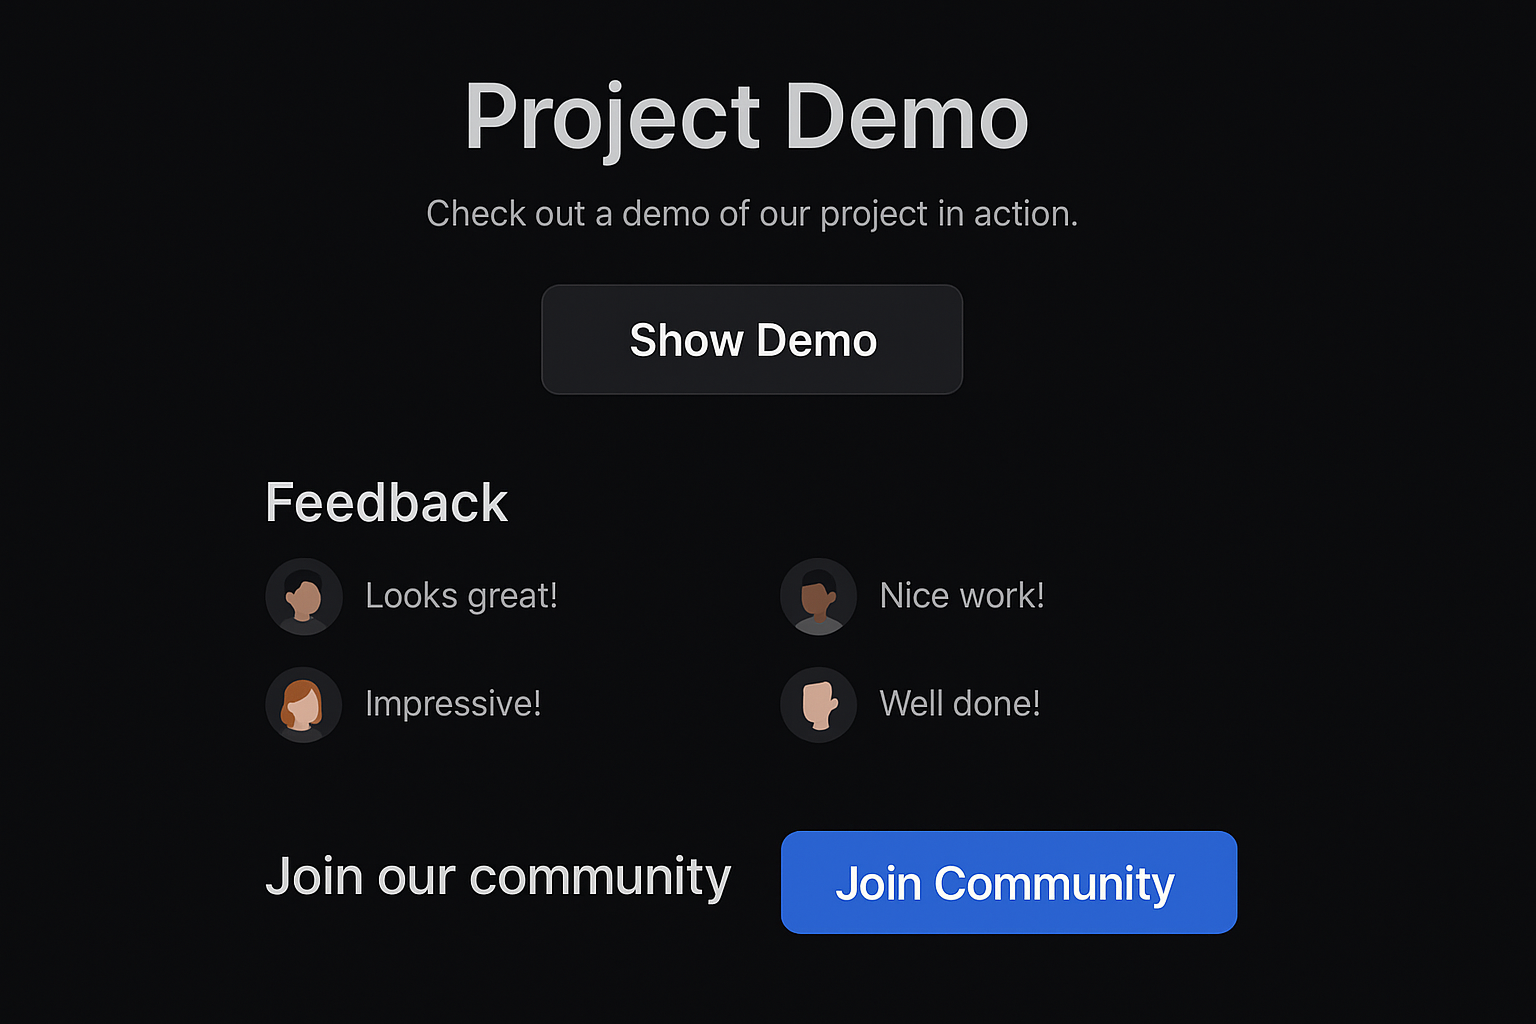 Project Demo
Check out a demo of our project in action.
Show Demo
Feedback
Looks great!
Nice work!
Impressive!
Well done!
Join our community
Join Community